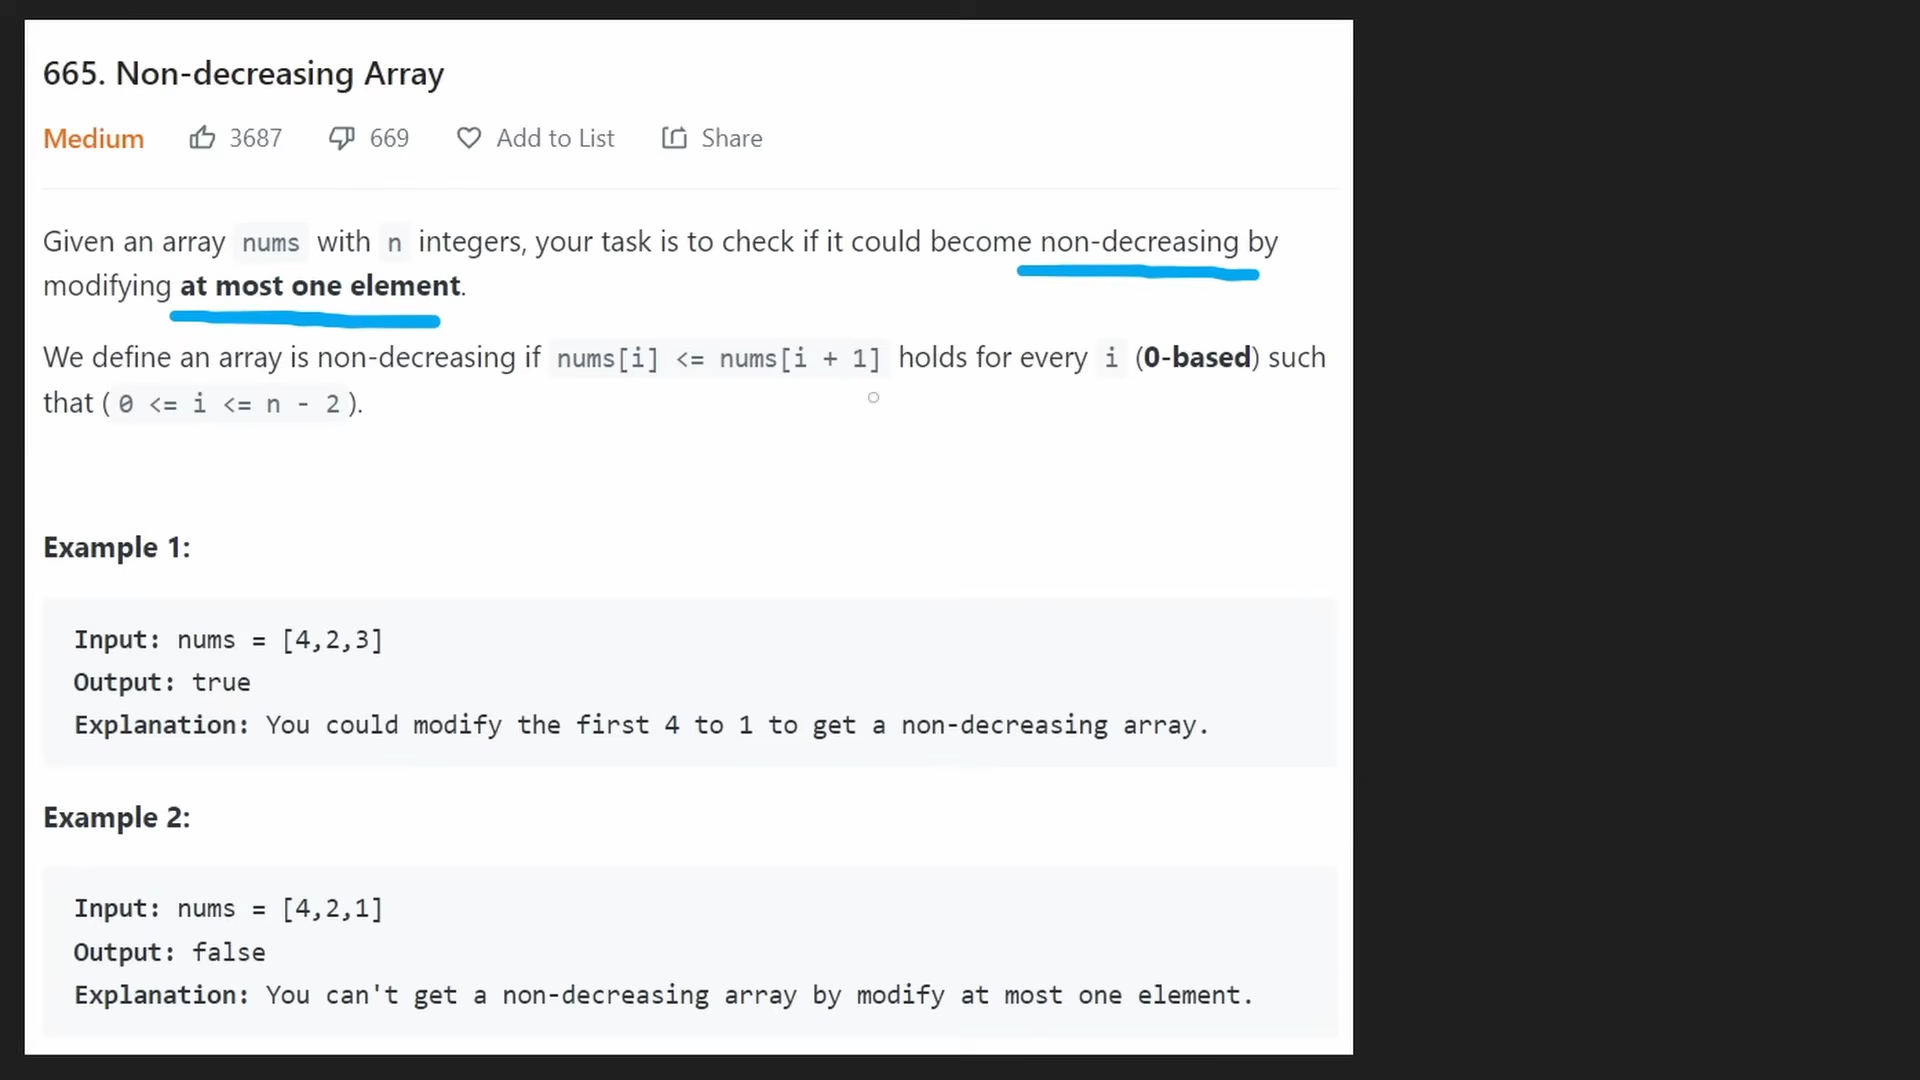 665. Non-decreasing Array
Medium 3687 669 Add to List Share
Given an array nums with n integers, your task is to check if it could become non-decreasing by
modifying at most one element.
We define an array is non-decreasing if nums[i] <= nums[i + 1] holds for every i (0-based) such
that ( 0 <= i <= n - 2 ).
Example 1:
Input: nums = [4,2,3]
Output: true
Explanation: You could modify the first 4 to 1 to get a non-decreasing array.
Example 2:
Input: nums = [4,2,1]
Output: false
Explanation: You can't get a non-decreasing array by modify at most one element.